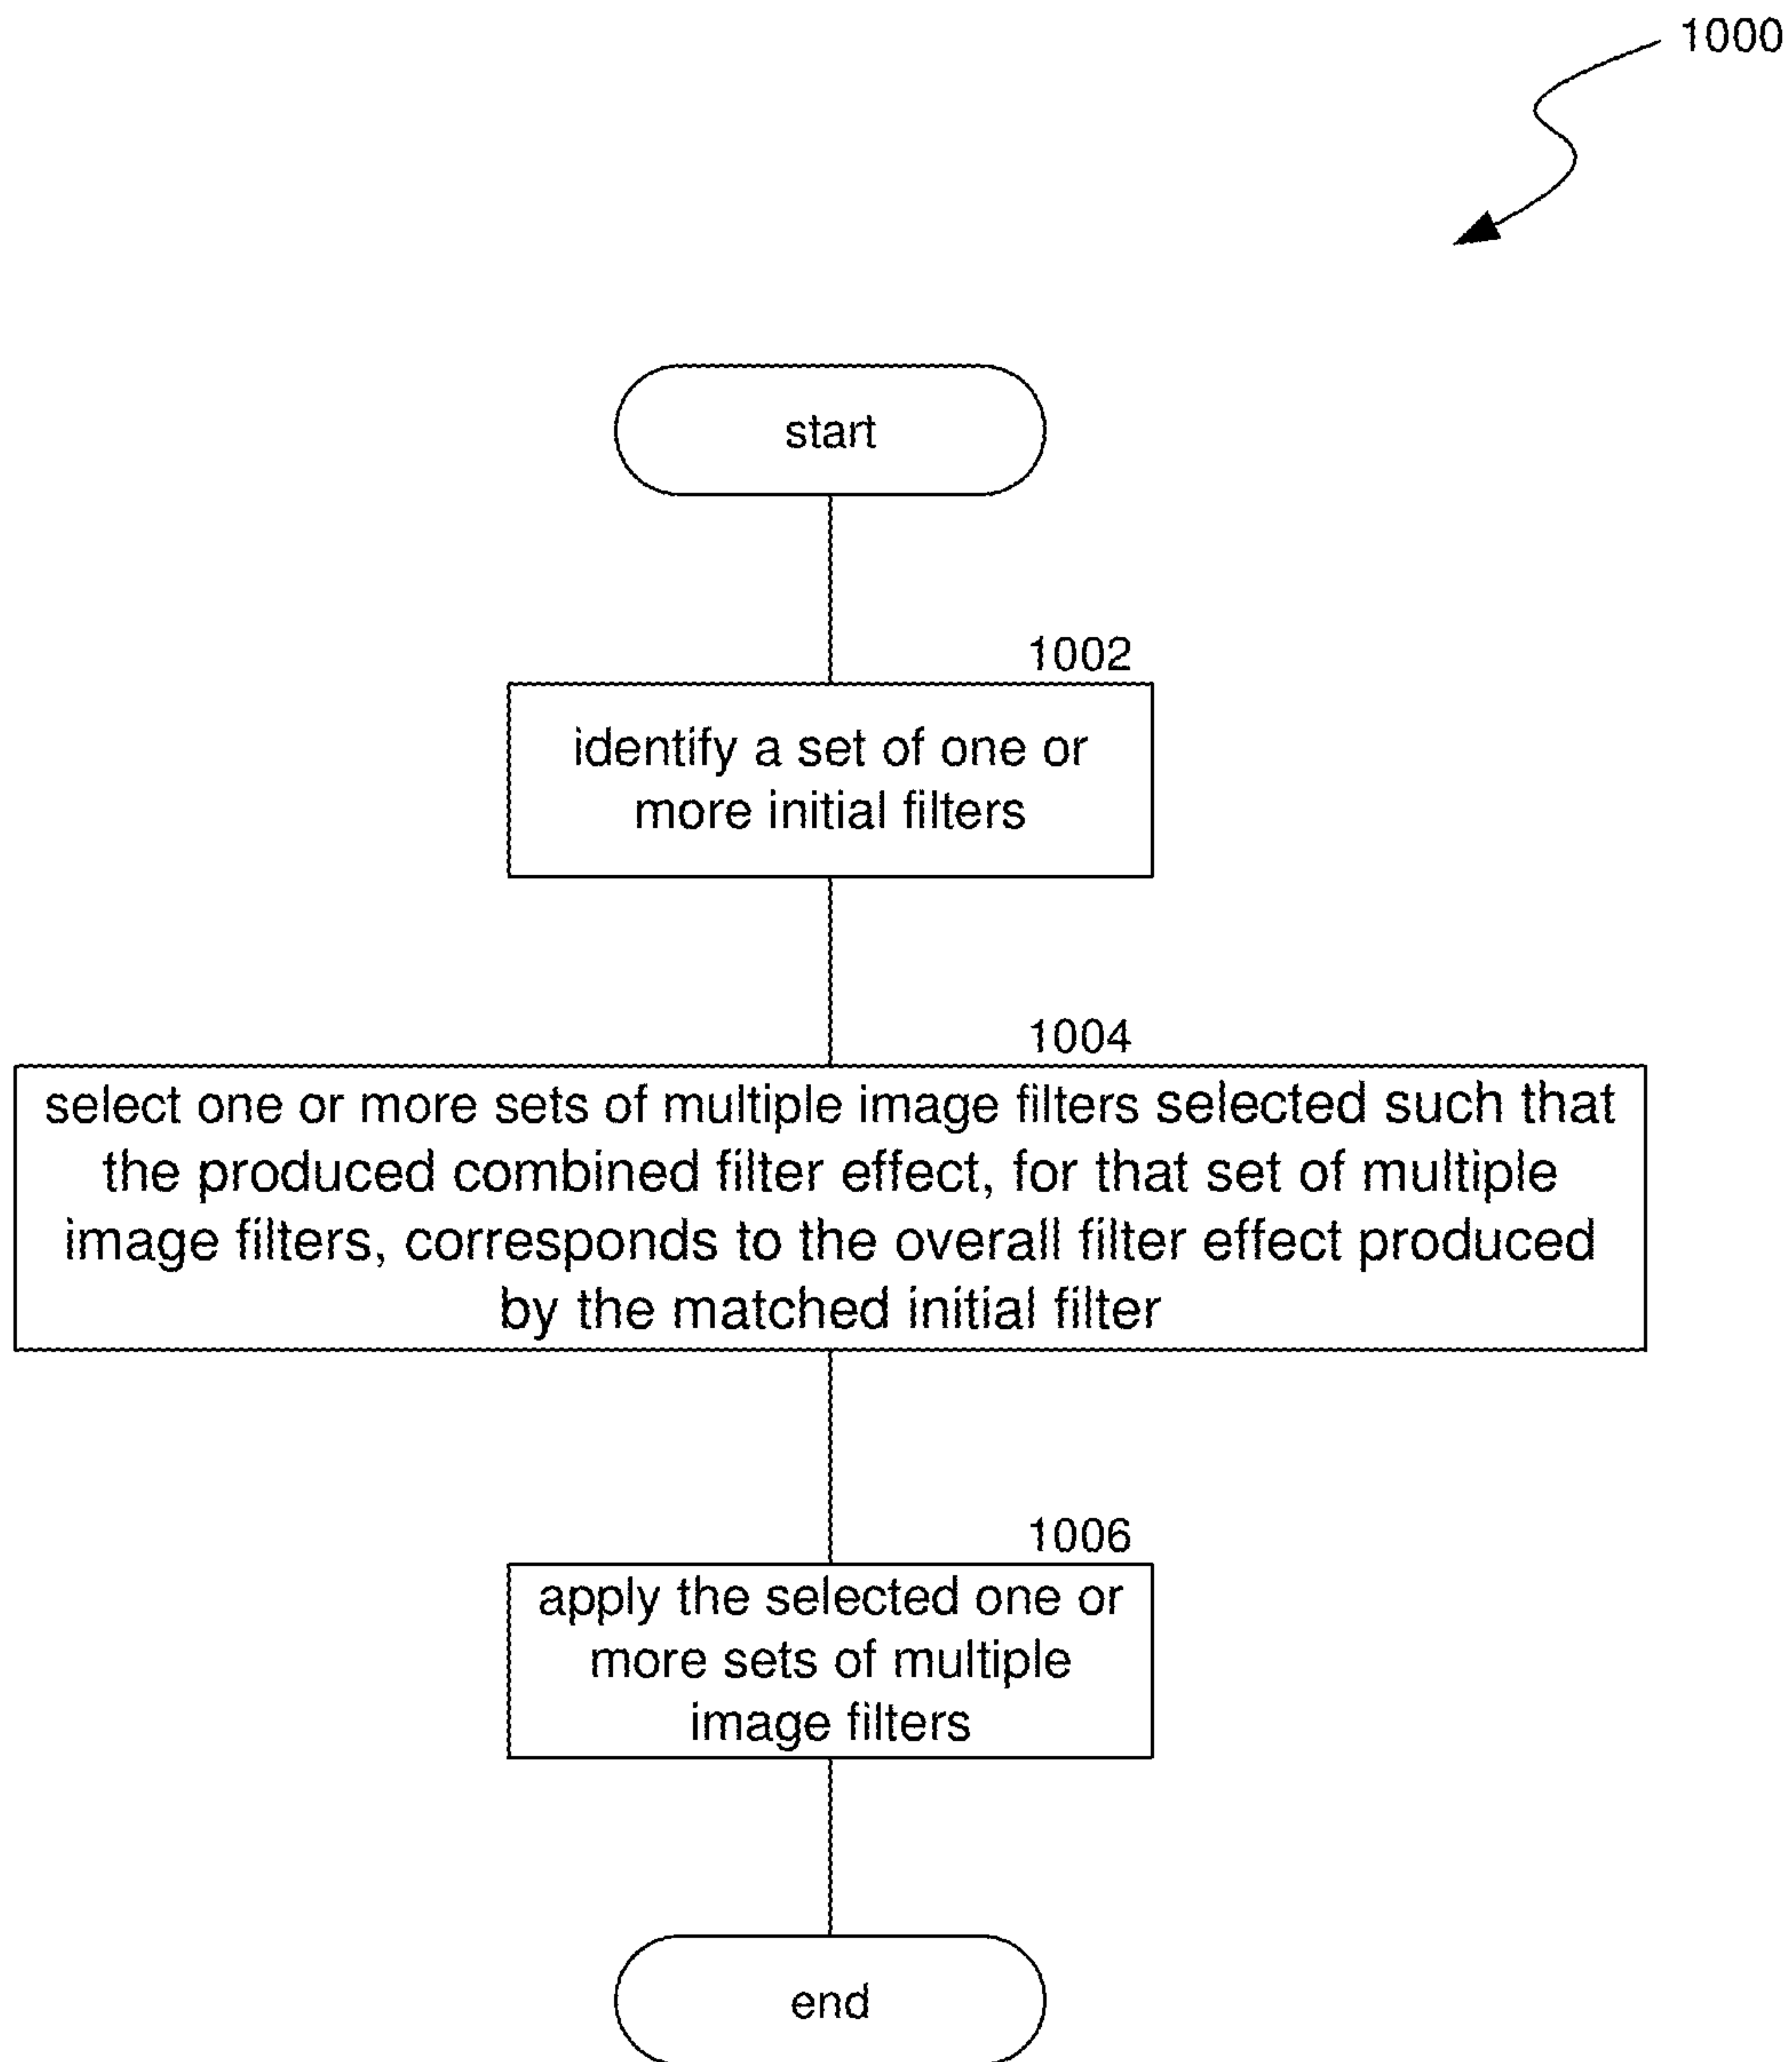 1000
start
1002
identify a set of one or
more initial filters
1004
select one or more sets of multiple image filters selected such that
the produced combined filter effect, for that set of multiple
image filters, corresponds to the overall filter effect produced
by the matched initial filter
1006
apply the selected one or
more sets of multiple
image filters
end